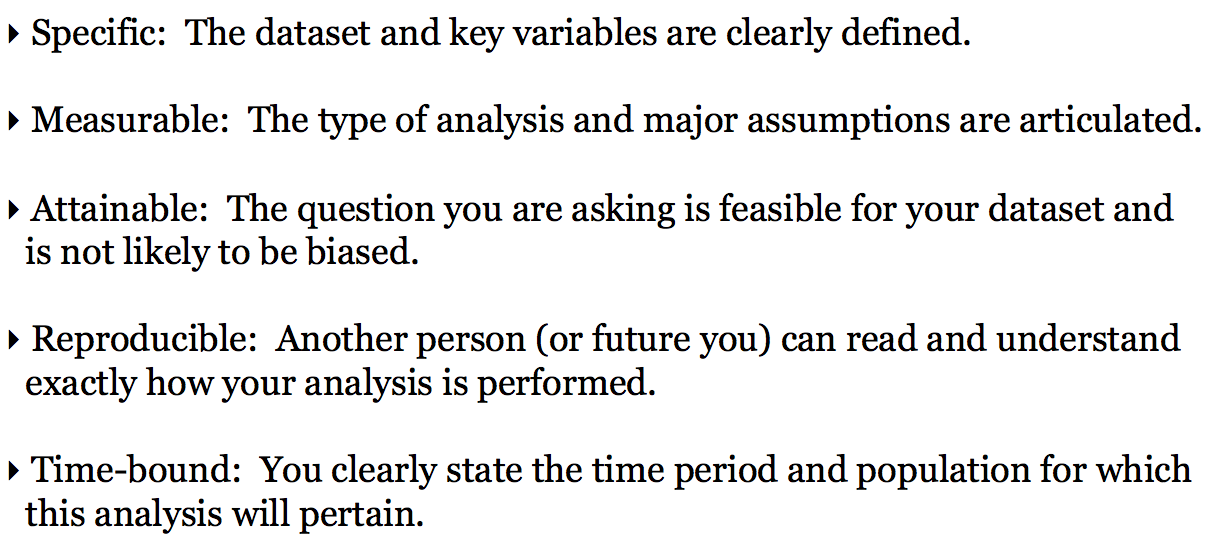 ‣ Specific:  The dataset and key variables are clearly defined.
‣ Measurable:  The type of analysis and major assumptions are articulated.
‣ Attainable:  The question you are asking is feasible for your dataset and
is not likely to be biased.
‣ Reproducible:  Another person (or future you) can read and understand
exactly how your analysis is performed.
‣ Time-bound:  You clearly state the time period and population for which
this analysis will pertain.